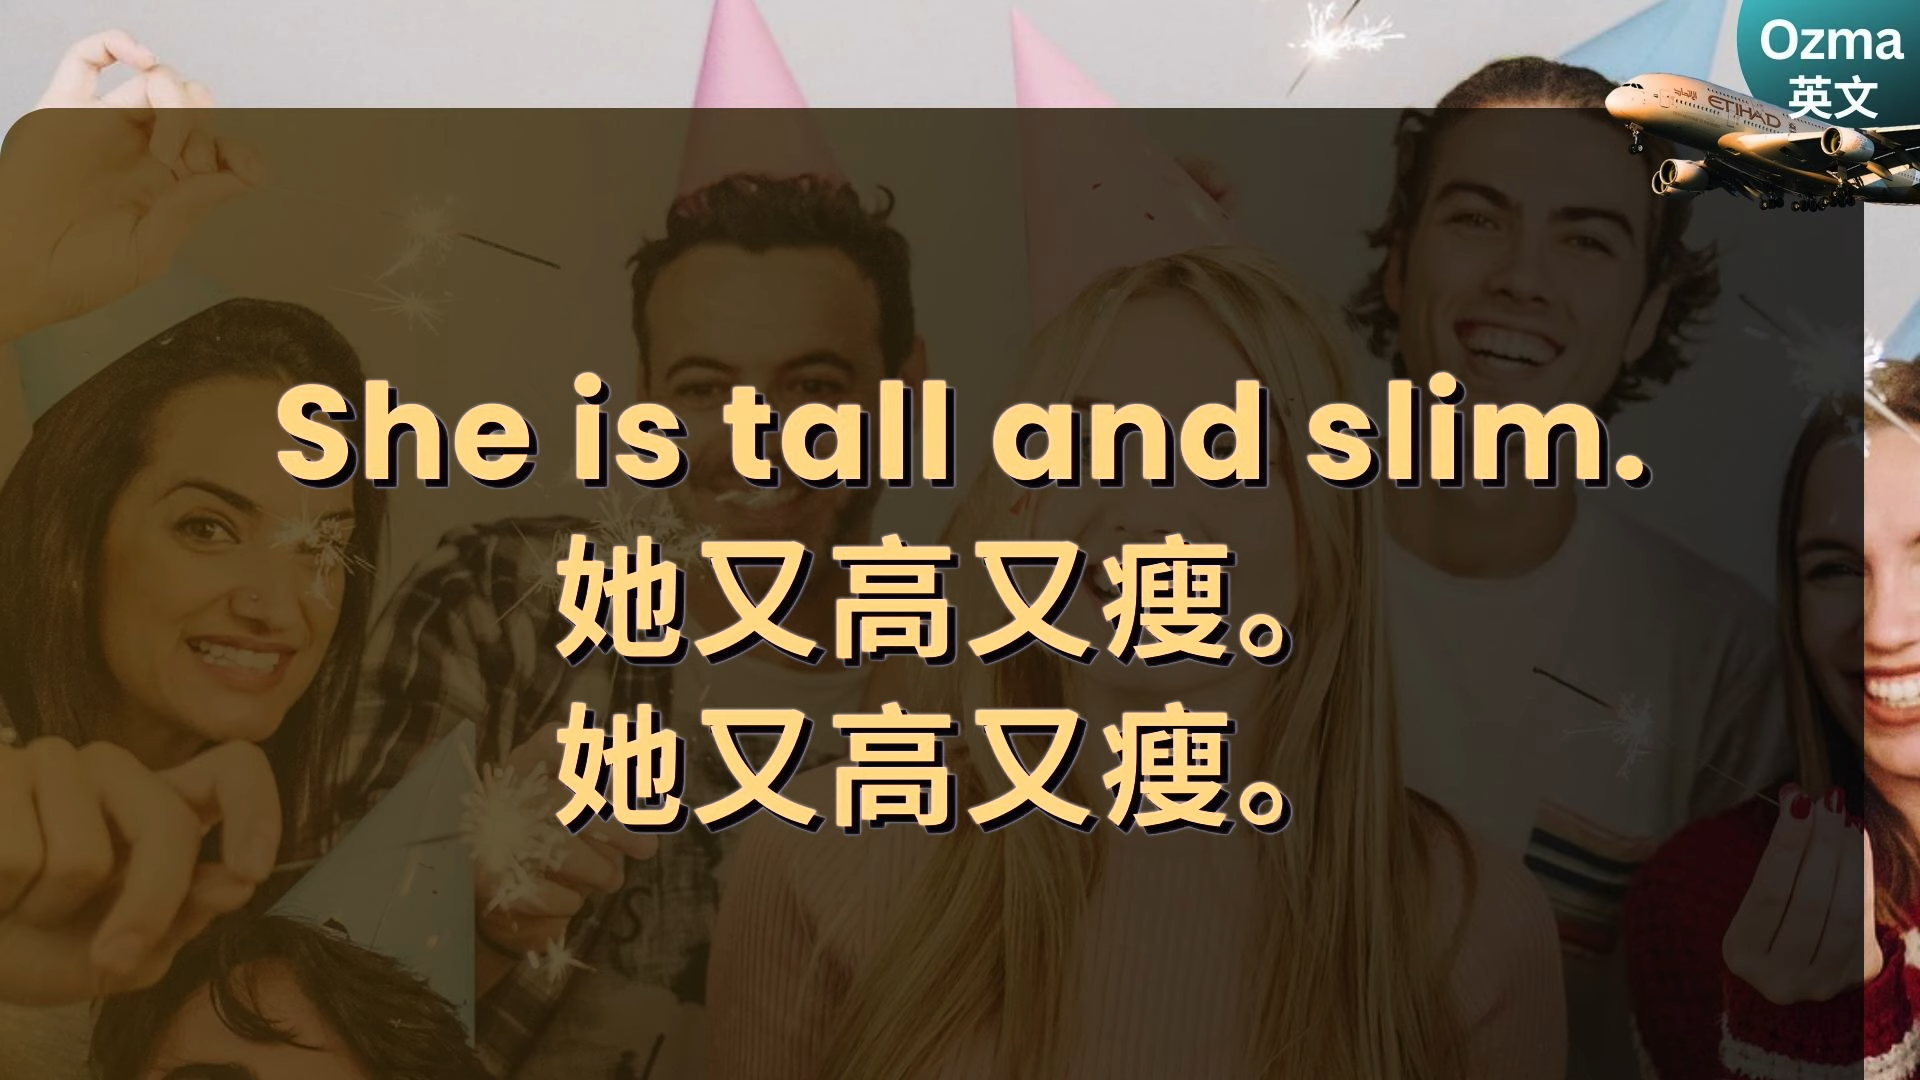 Ozma
英文
ETIHAD
She is tall and slim.
她又高又瘦。
她又高又瘦。